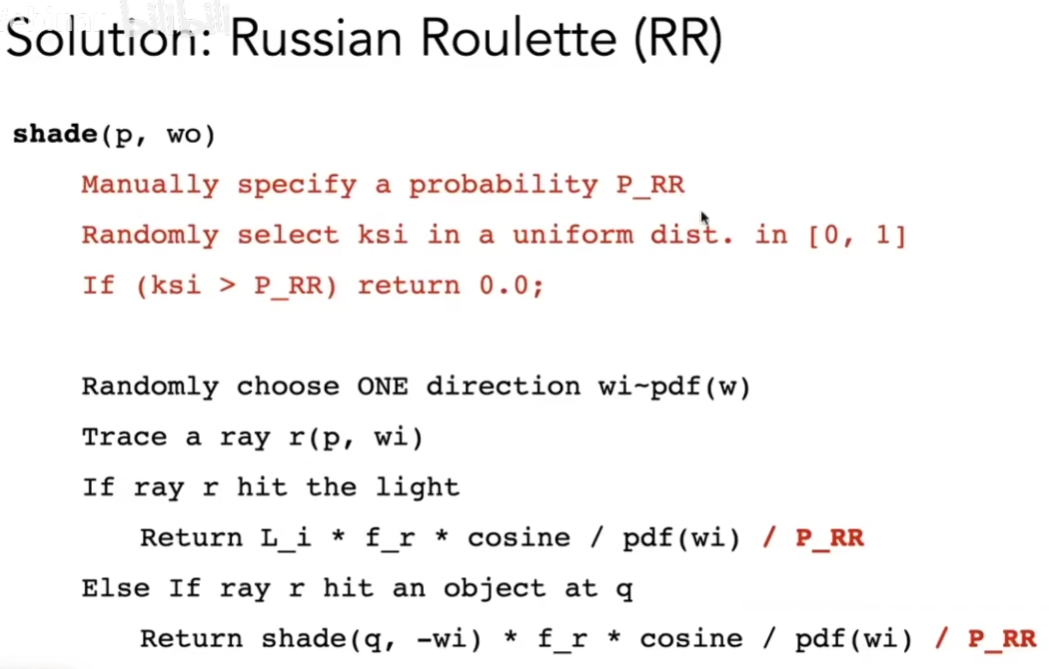 Solution: Russian Roulette (RR)
shade(p, wo)
Manually specify a probability P_RR
Randomly select ksi in a uniform dist. in [0, 1]
If (ksi > P_RR) return 0.0;
Randomly choose ONE direction wi~pdf(w)
Trace a ray r(p, wi)
If ray r hit the light
Return L_i * f_r * cosine / pdf(wi) / P_RR
Else If ray r hit an object at q
Return shade(q, -wi) * f_r * cosine / pdf(wi) / P_RR